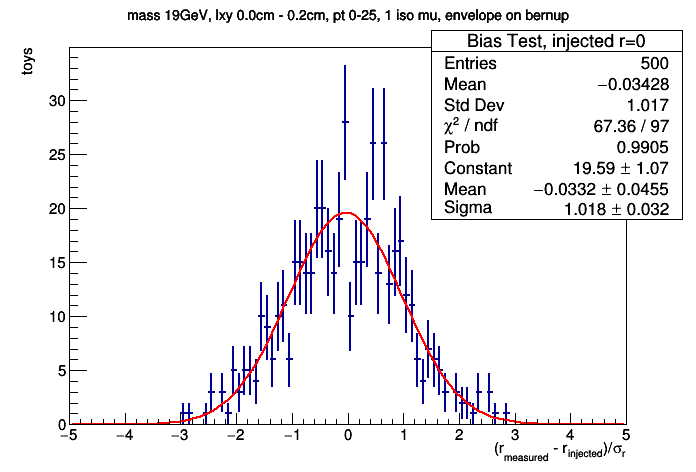 mass 19GeV, lxy 0.0cm - 0.2cm, pt 0-25, 1 iso mu, envelope on bernup
toys
Bias Test, injected r=0
Entries 500
Mean −0.03428
Std Dev 1.017
χ² / ndf 67.36 / 97
Prob 0.9905
Constant 19.59 ± 1.07
Mean −0.0332 ± 0.0455
Sigma 1.018 ± 0.032
30
25
20
15
10
5
0
−5 −4 −3 −2 −1 0 1 2 3 4 5
(r_measured - r_injected)/σ_r